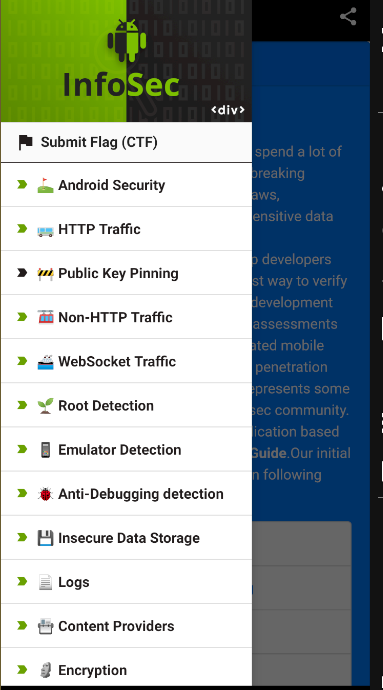 InfoSec
<div>
Submit Flag (CTF)
Android Security
HTTP Traffic
Public Key Pinning
Non-HTTP Traffic
WebSocket Traffic
Root Detection
Emulator Detection
Anti-Debugging detection
Insecure Data Storage
Logs
Content Providers
Encryption
spend a lot of
breaking
aws,
ensitive data
p developers
st way to verify
development
assessments
ated mobile
penetration
epresents some
sec community.
lication based
Guide.Our initial
n following